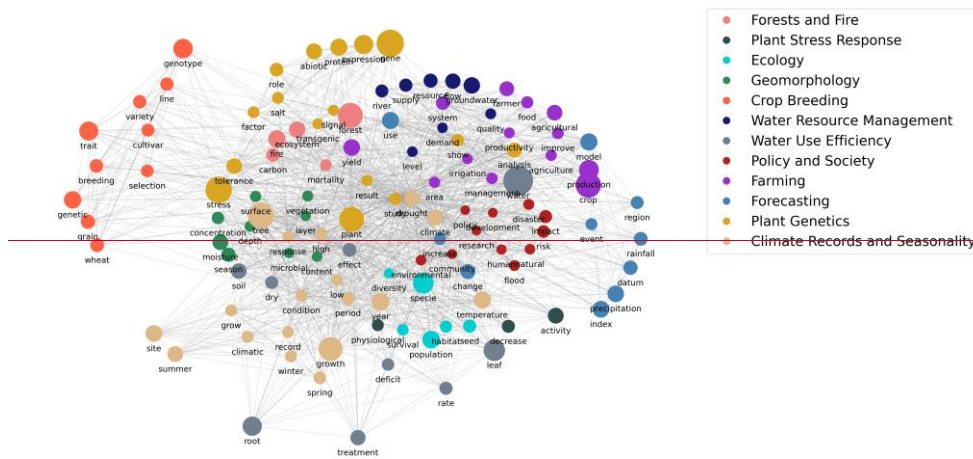 genotype
line
variety
trait
cultivar
breeding
selection
genetic
grain
wheat
abiotic
protein
expression
gene
role
salt
factor
signal
transgenic
forest
ecosystem
fire
carbon
mortality
yield
use
river
supply
resource
groundwater
system
demand
level
show
quality
farmer
food
agricultural
productivity
improve
model
analysis
agriculture
irrigation
management
water
production
crop
tolerance
stress
result
study
drought
area
surface
vegetation
concentration
tree
depth
layer
plant
climate
policy
development
disaster
impact
region
event
rainfall
moisture
response
high
research
risk
season
microbial
content
effect
increase
community
human
natural
flood
soil
dry
environmental
diversity
specie
change
datum
low
condition
period
year
temperature
precipitation
index
grow
physiological
activity
site
climatic
record
survival
habitat
seed
decrease
population
summer
winter
growth
leaf
spring
deficit
rate
root
treatment
Forests and Fire
Plant Stress Response
Ecology
Geomorphology
Crop Breeding
Water Resource Management
Water Use Efficiency
Policy and Society
Farming
Forecasting
Plant Genetics
Climate Records and Seasonality